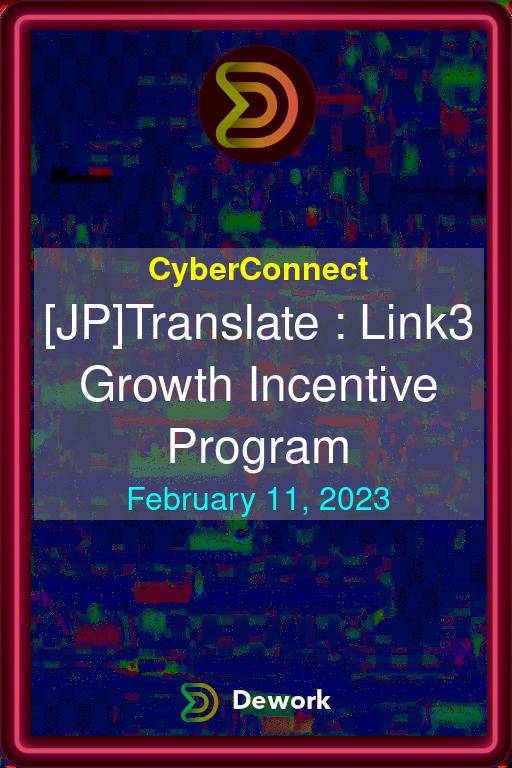 CyberConnect
[JP]Translate : Link3
Growth Incentive
Program
February 11, 2023
Dework